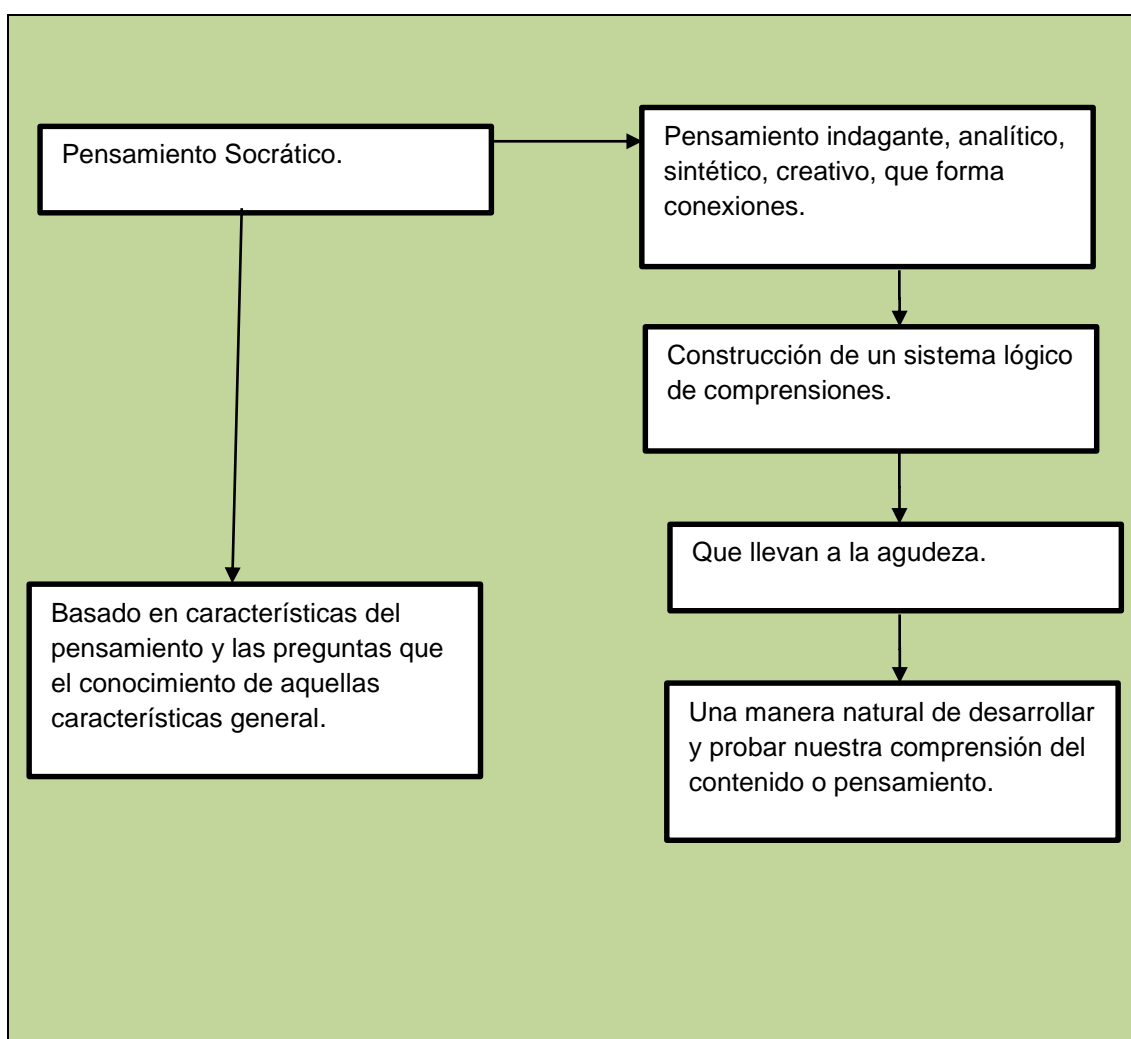 Pensamiento Socrático.
Pensamiento indagante, analítico,
sintético, creativo, que forma
conexiones.
Construcción de un sistema lógico
de comprensiones.
Que llevan a la agudeza.
Basado en características del
pensamiento y las preguntas que
el conocimiento de aquellas
características general.
Una manera natural de desarrollar
y probar nuestra comprensión del
contenido o pensamiento.